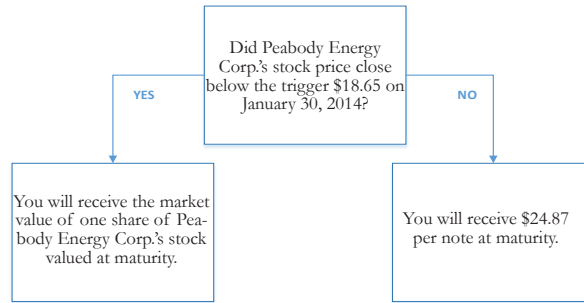 Did Peabody Energy
Corp.'s stock price close
below the trigger $18.65 on
January 30, 2014?
YES
NO
You will receive the market
value of one share of Pea-
body Energy Corp.'s stock
valued at maturity.
You will receive $24.87
per note at maturity.